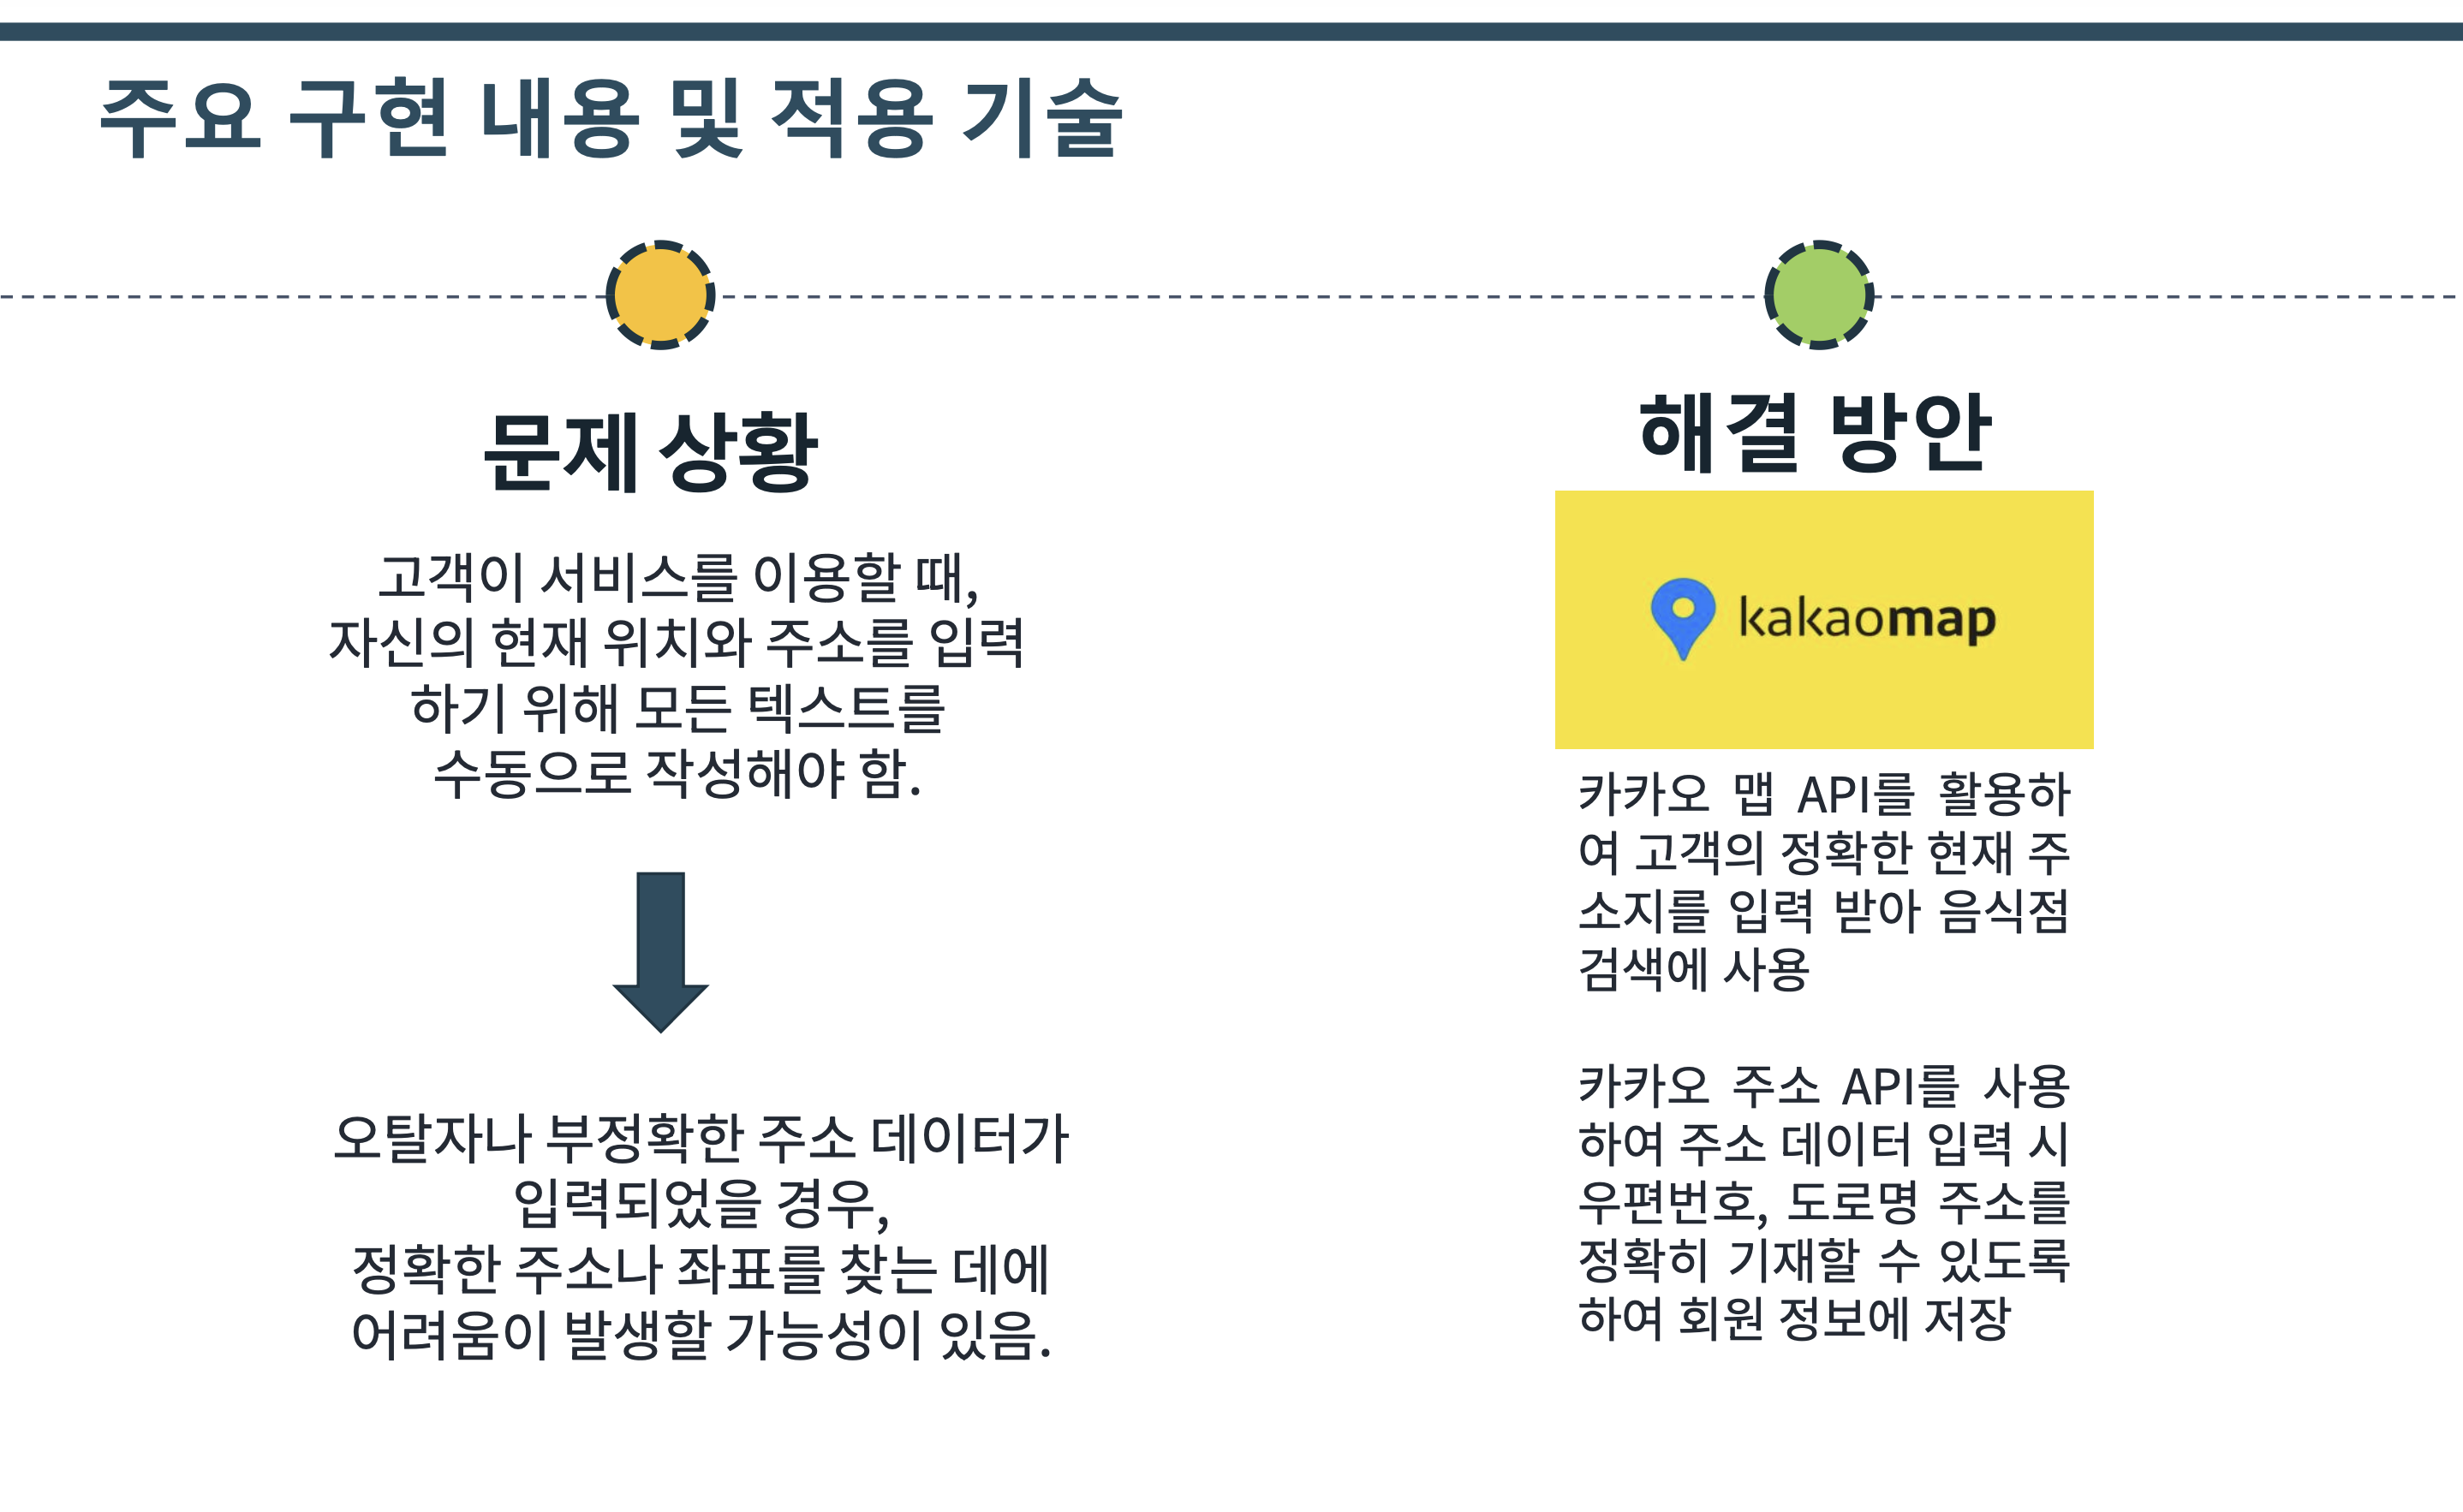 주요 구현 내용 및 적용 기술
문제 상황
고객이 서비스를 이용할 때,
자신의 현재 위치와 주소를 입력
하기 위해 모든 텍스트를
수동으로 작성해야 함.
오탈자나 부정확한 주소 데이터가
입력되었을 경우,
정확한 주소나 좌표를 찾는 데에
어려움이 발생할 가능성이 있음.
해결 방안
kakaomap
카카오 맵 API를 활용하
여 고객의 정확한 현재 주
소지를 입력 받아 음식점
검색에 사용
카카오 주소 API를 사용
하여 주소 데이터 입력 시
우편번호, 도로명 주소를
정확히 기재할 수 있도록
하여 회원 정보에 저장